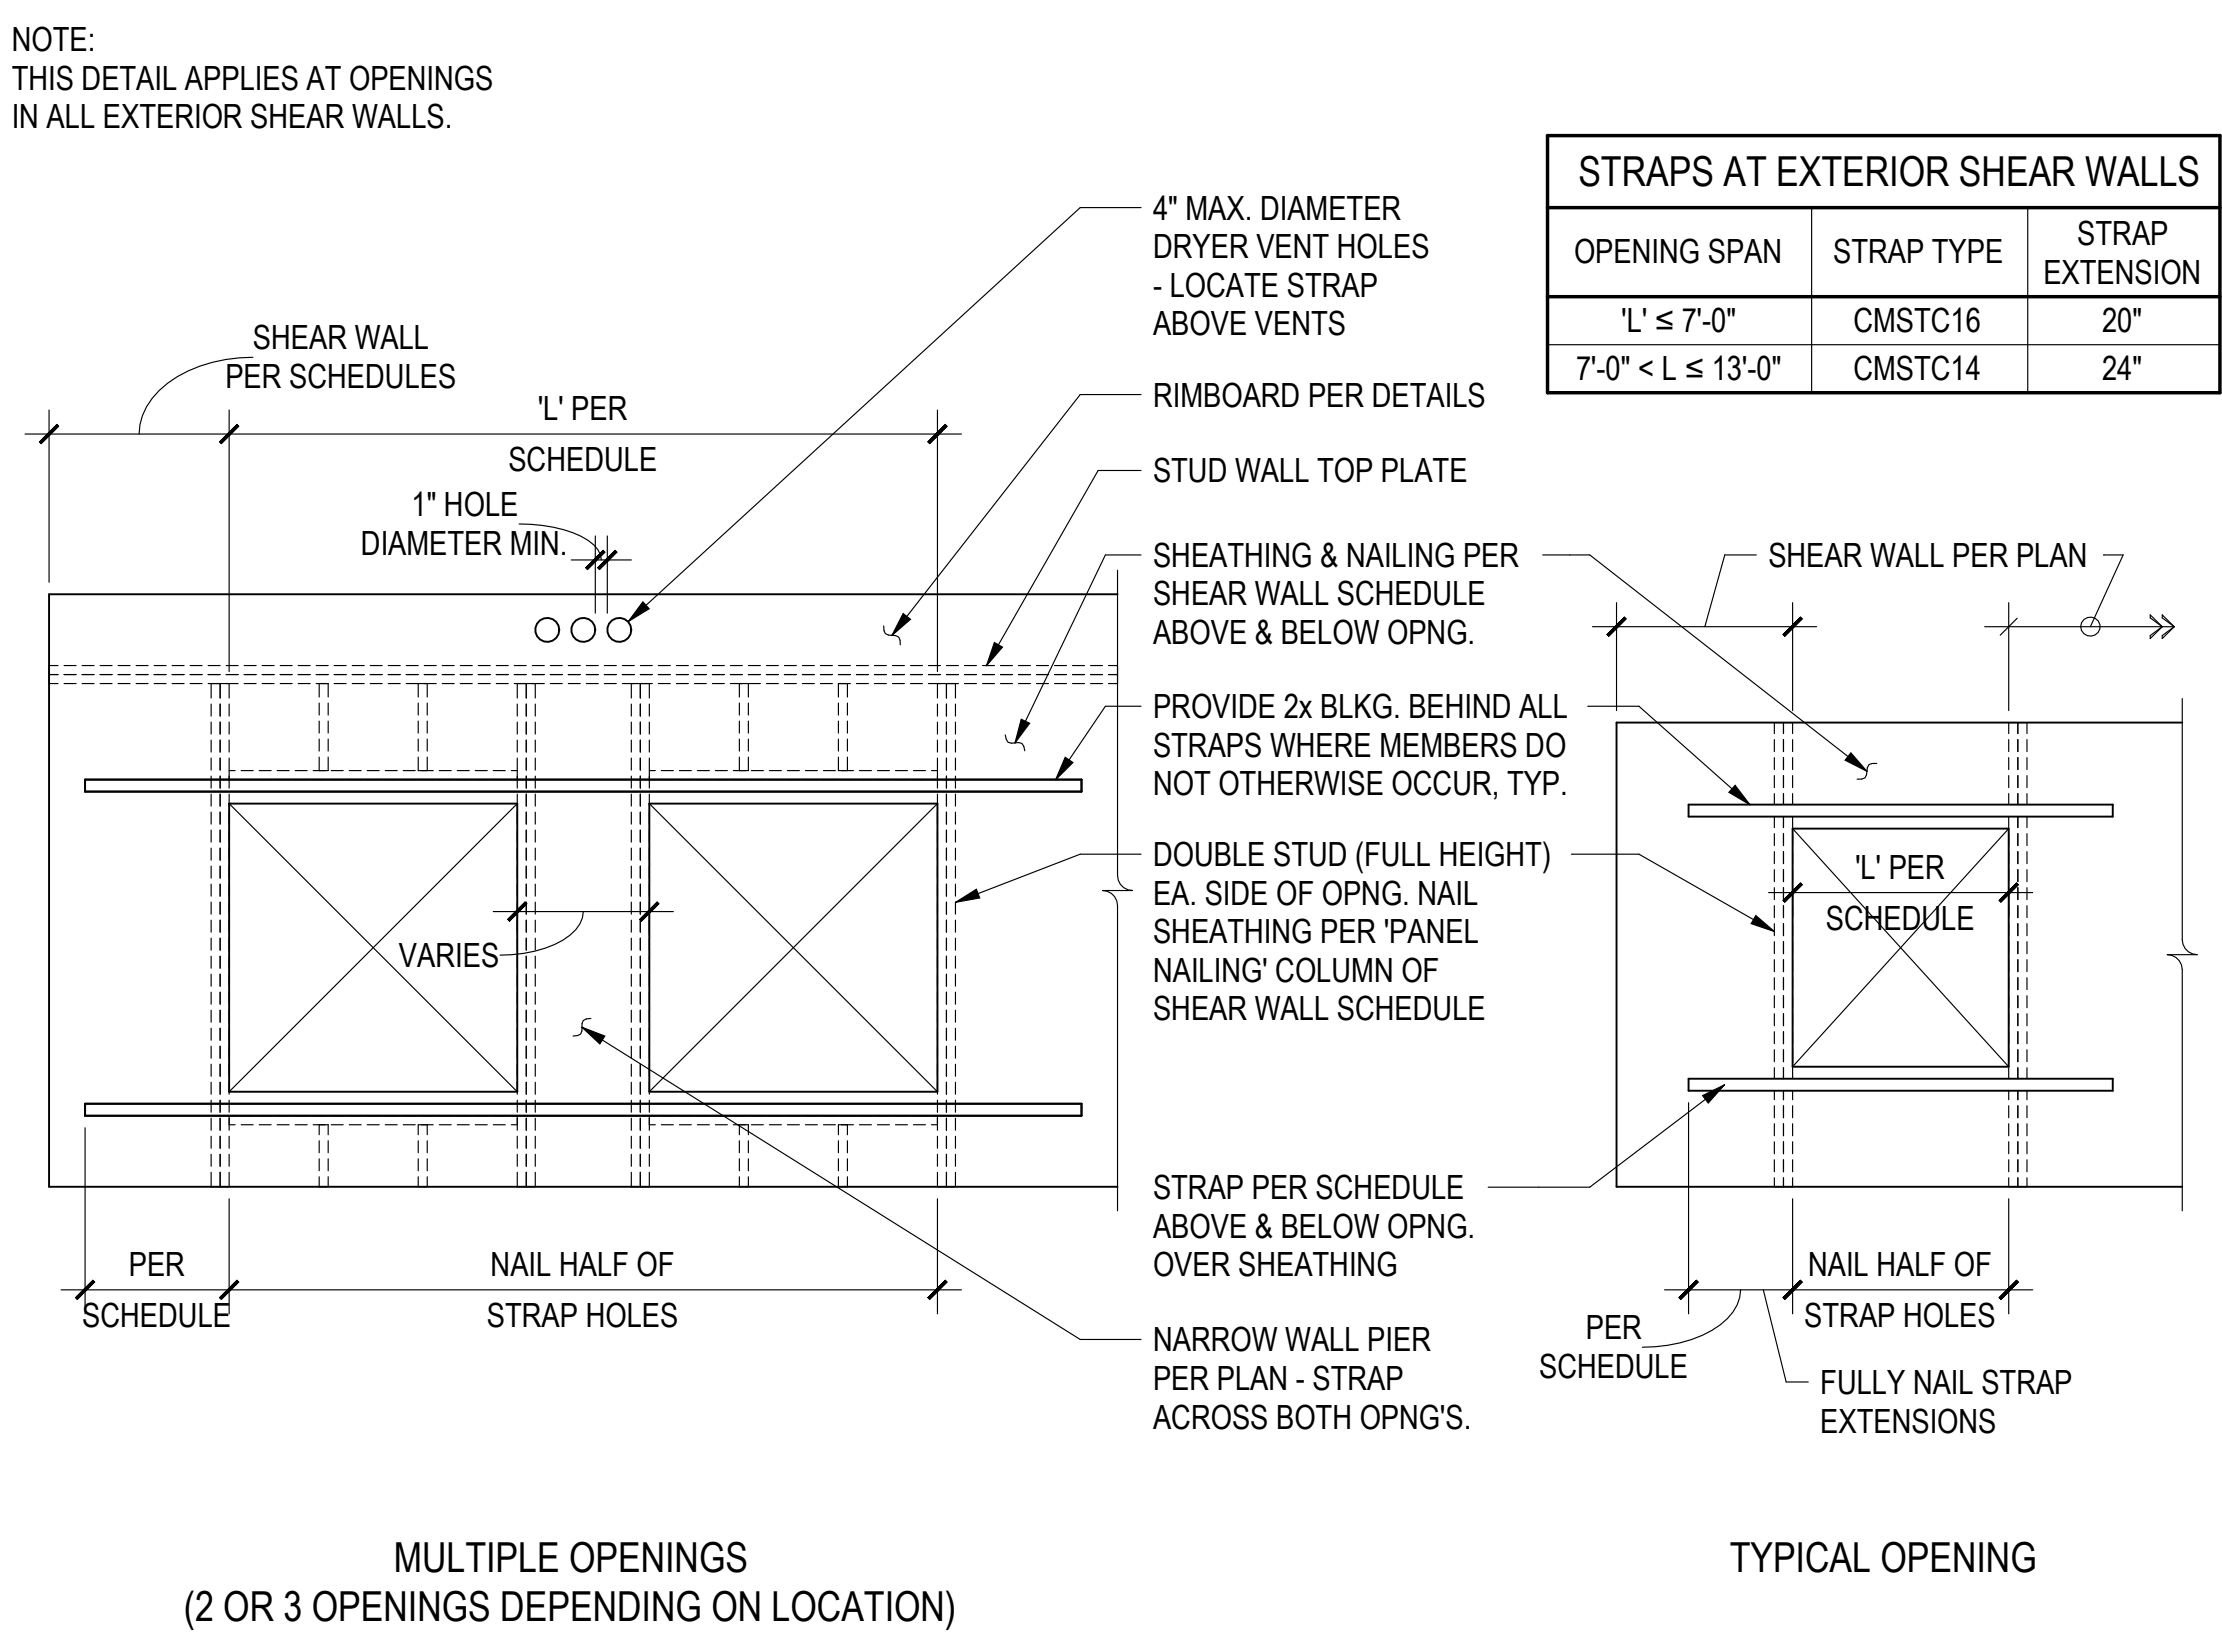 NOTE:
THIS DETAIL APPLIES AT OPENINGS
IN ALL EXTERIOR SHEAR WALLS.
STRAPS AT EXTERIOR SHEAR WALLS
OPENING SPAN STRAP TYPE STRAP
EXTENSION
'L' ≤ 7'-0" CMSTC16 20"
7'-0" < L ≤ 13'-0" CMSTC14 24"
SHEAR WALL
PER SCHEDULES
'L' PER
SCHEDULE
1" HOLE
DIAMETER MIN.
VARIES
PER
SCHEDULE
NAIL HALF OF
STRAP HOLES
4" MAX. DIAMETER
DRYER VENT HOLES
- LOCATE STRAP
ABOVE VENTS
RIMBOARD PER DETAILS
STUD WALL TOP PLATE
SHEATHING & NAILING PER
SHEAR WALL SCHEDULE
ABOVE & BELOW OPNG.
PROVIDE 2x BLKG. BEHIND ALL
STRAPS WHERE MEMBERS DO
NOT OTHERWISE OCCUR, TYP.
DOUBLE STUD (FULL HEIGHT)
EA. SIDE OF OPNG. NAIL
SHEATHING PER 'PANEL
NAILING' COLUMN OF
SHEAR WALL SCHEDULE
STRAP PER SCHEDULE
ABOVE & BELOW OPNG.
OVER SHEATHING
NARROW WALL PIER
PER PLAN - STRAP
ACROSS BOTH OPNG'S.
SHEAR WALL PER PLAN
'L' PER
SCHEDULE
NAIL HALF OF
STRAP HOLES
PER
SCHEDULE
FULLY NAIL STRAP
EXTENSIONS
MULTIPLE OPENINGS
(2 OR 3 OPENINGS DEPENDING ON LOCATION)
TYPICAL OPENING